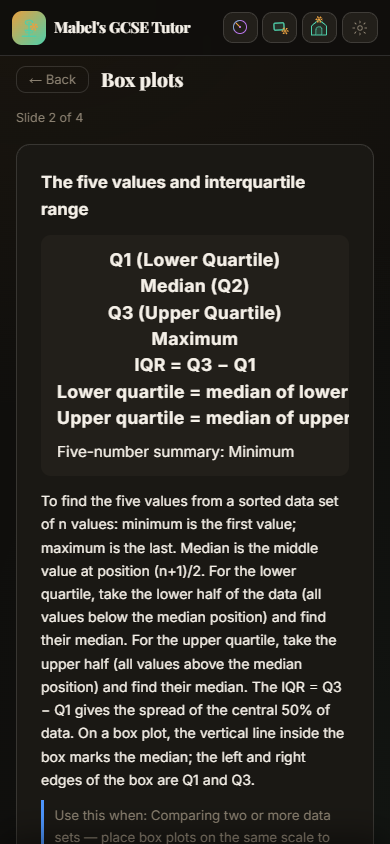 Mabel's GCSE Tutor
← Back
Box plots
Slide 2 of 4
The five values and interquartile
range
Q1 (Lower Quartile)
Median (Q2)
Q3 (Upper Quartile)
Maximum
IQR = Q3 − Q1
Lower quartile = median of lower
Upper quartile = median of upper
Five-number summary: Minimum
To find the five values from a sorted data set
of n values: minimum is the first value;
maximum is the last. Median is the middle
value at position (n+1)/2. For the lower
quartile, take the lower half of the data (all
values below the median position) and find
their median. For the upper quartile, take the
upper half (all values above the median
position) and find their median. The IQR = Q3
− Q1 gives the spread of the central 50% of
data. On a box plot, the vertical line inside the
box marks the median; the left and right
edges of the box are Q1 and Q3.
Use this when: Comparing two or more data
sets — place box plots on the same scale to